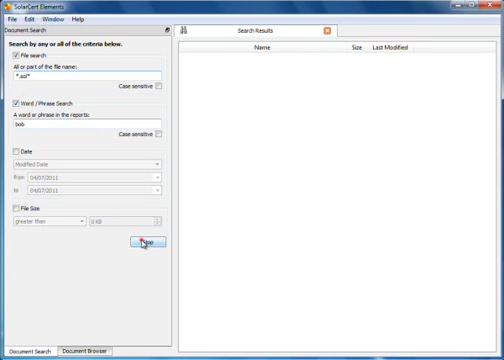 SolarCert Elements
File Edit Window Help
Document Search
Search Results
Search by any or all of the criteria below.
File search
All or part of the file name:
*.sol*
Case sensitive
Word / Phrase Search
A word or phrase in the reports:
bob
Case sensitive
Date
Modified Date
from 04/07/2011
to 04/07/2011
File Size
greater than 0 KB
Stop
Name Size Last Modified
Document Search Document Browser